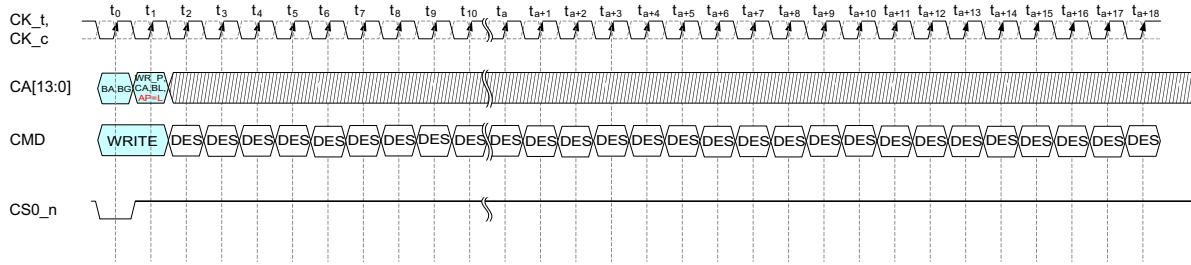 CK_t,
CK_c
t0 t1 t2 t3 t4 t5 t6 t7 t8 t9 t10 ta ta+1 ta+2 ta+3 ta+4 ta+5 ta+6 ta+7 ta+8 ta+9 ta+10 ta+11 ta+12 ta+13 ta+14 ta+15 ta+16 ta+17 ta+18
CA[13:0]
BA,BG
WR_P,
CA,BL,
AP=L
CMD
WRITE DES DES DES DES DES DES DES DES DES DES DES DES DES DES DES DES DES DES DES DES DES DES DES DES DES DES DES DES
CS0_n